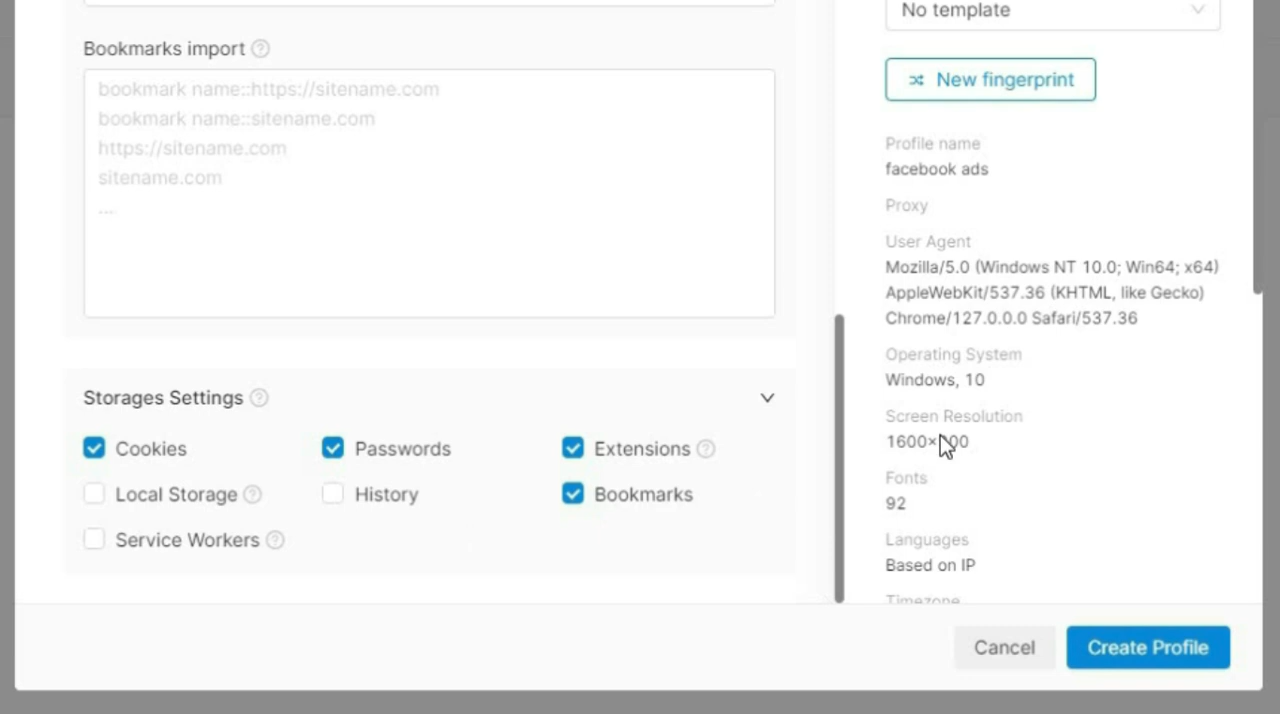 Bookmarks import
bookmark name::https://sitename.com
bookmark name::sitename.com
https://sitename.com
sitename.com
...
Storages Settings
Cookies
Passwords
Extensions
Local Storage
History
Bookmarks
Service Workers
No template
New fingerprint
Profile name
facebook ads
Proxy
User Agent
Mozilla/5.0 (Windows NT 10.0; Win64; x64)
AppleWebKit/537.36 (KHTML, like Gecko)
Chrome/127.0.0.0 Safari/537.36
Operating System
Windows, 10
Screen Resolution
Fonts
92
Languages
Based on IP
Timezone
Cancel
Create Profile